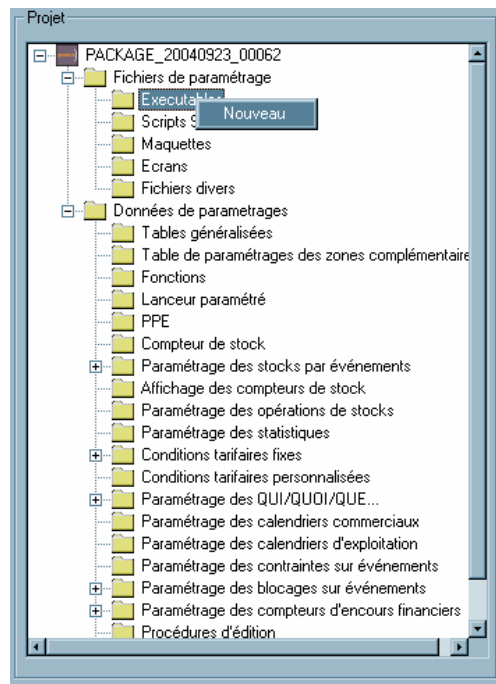 Projet
PACKAGE_20040923_00062
Fichiers de paramétrage
Executables
Nouveau
Scripts S
Maquettes
Ecrans
Fichiers divers
Données de parametrages
Tables généralisées
Table de paramétrages des zones complémentaire
Fonctions
Lanceur paramétré
PPE
Compteur de stock
Paramétrage des stocks par événements
Affichage des compteurs de stock
Paramétrage des opérations de stocks
Paramétrage des statistiques
Conditions tarifaires fixes
Conditions tarifaires personnalisées
Paramétrage des QUI/QUOI/QUE...
Paramétrage des calendriers commerciaux
Paramétrage des calendriers d'exploitation
Paramétrage des contraintes sur événements
Paramétrage des blocages sur événements
Paramétrage des compteurs d'encours financiers
Procédures d'édition